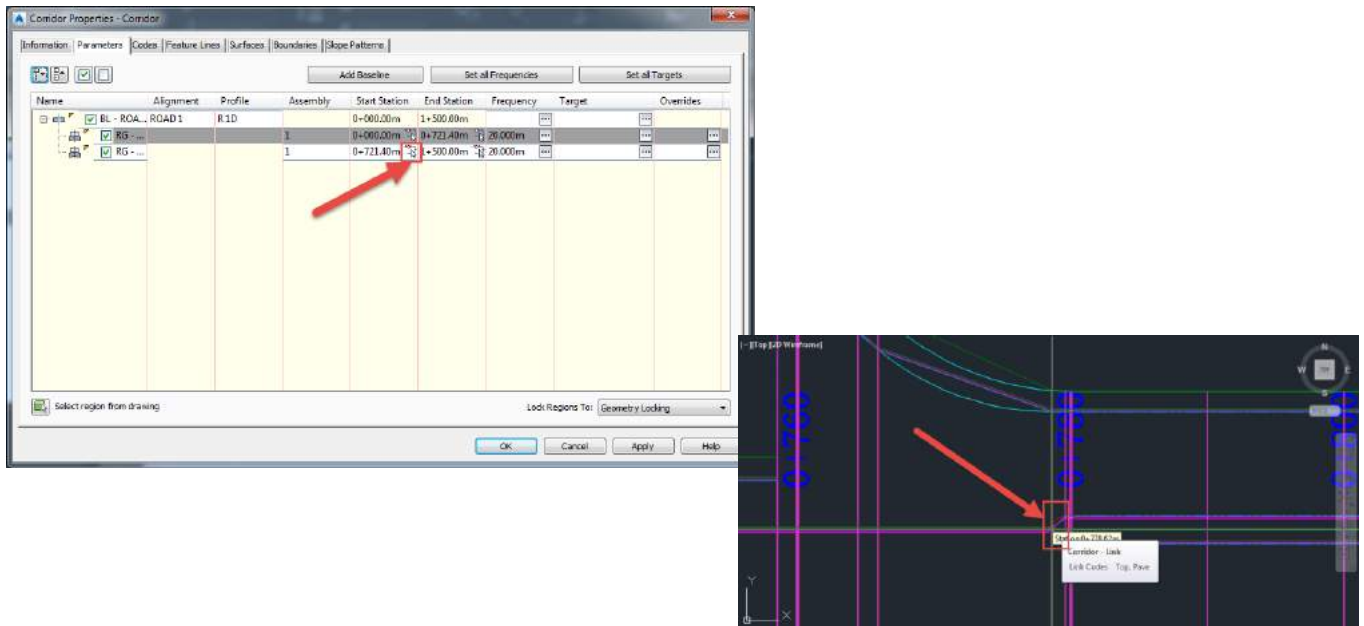 Corridor Properties - Corridor
Information Parameters Codes Feature Lines Surfaces Boundaries Slope Patterns
Add Baseline Set all Frequencies Set all Targets
Name Alignment Profile Assembly Start Station End Station Frequency Target Overrides
BL - ROA... ROAD 1 R1D 0+000.00m 1+500.00m
RG - ... 1 0+000.00m 0+721.40m 20.000m
RG - ... 1 0+721.40m 1+500.00m 20.000m
Select region from drawing Lock Regions To: Geometry Locking
OK Cancel Apply Help
[-][Top][2D Wireframe]
N
W E
S
0+760
Corridor - Link
Link Codes Top, Pave
Y
X